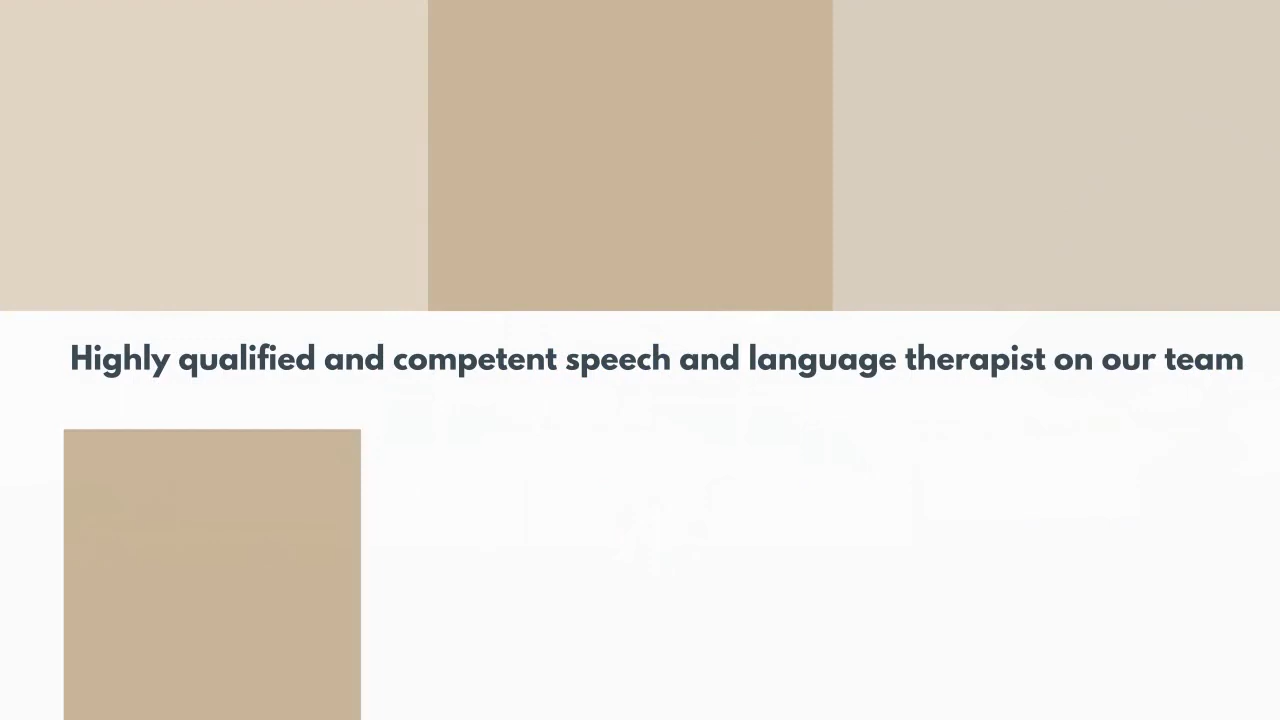 Highly qualified and competent speech and language therapist on our team